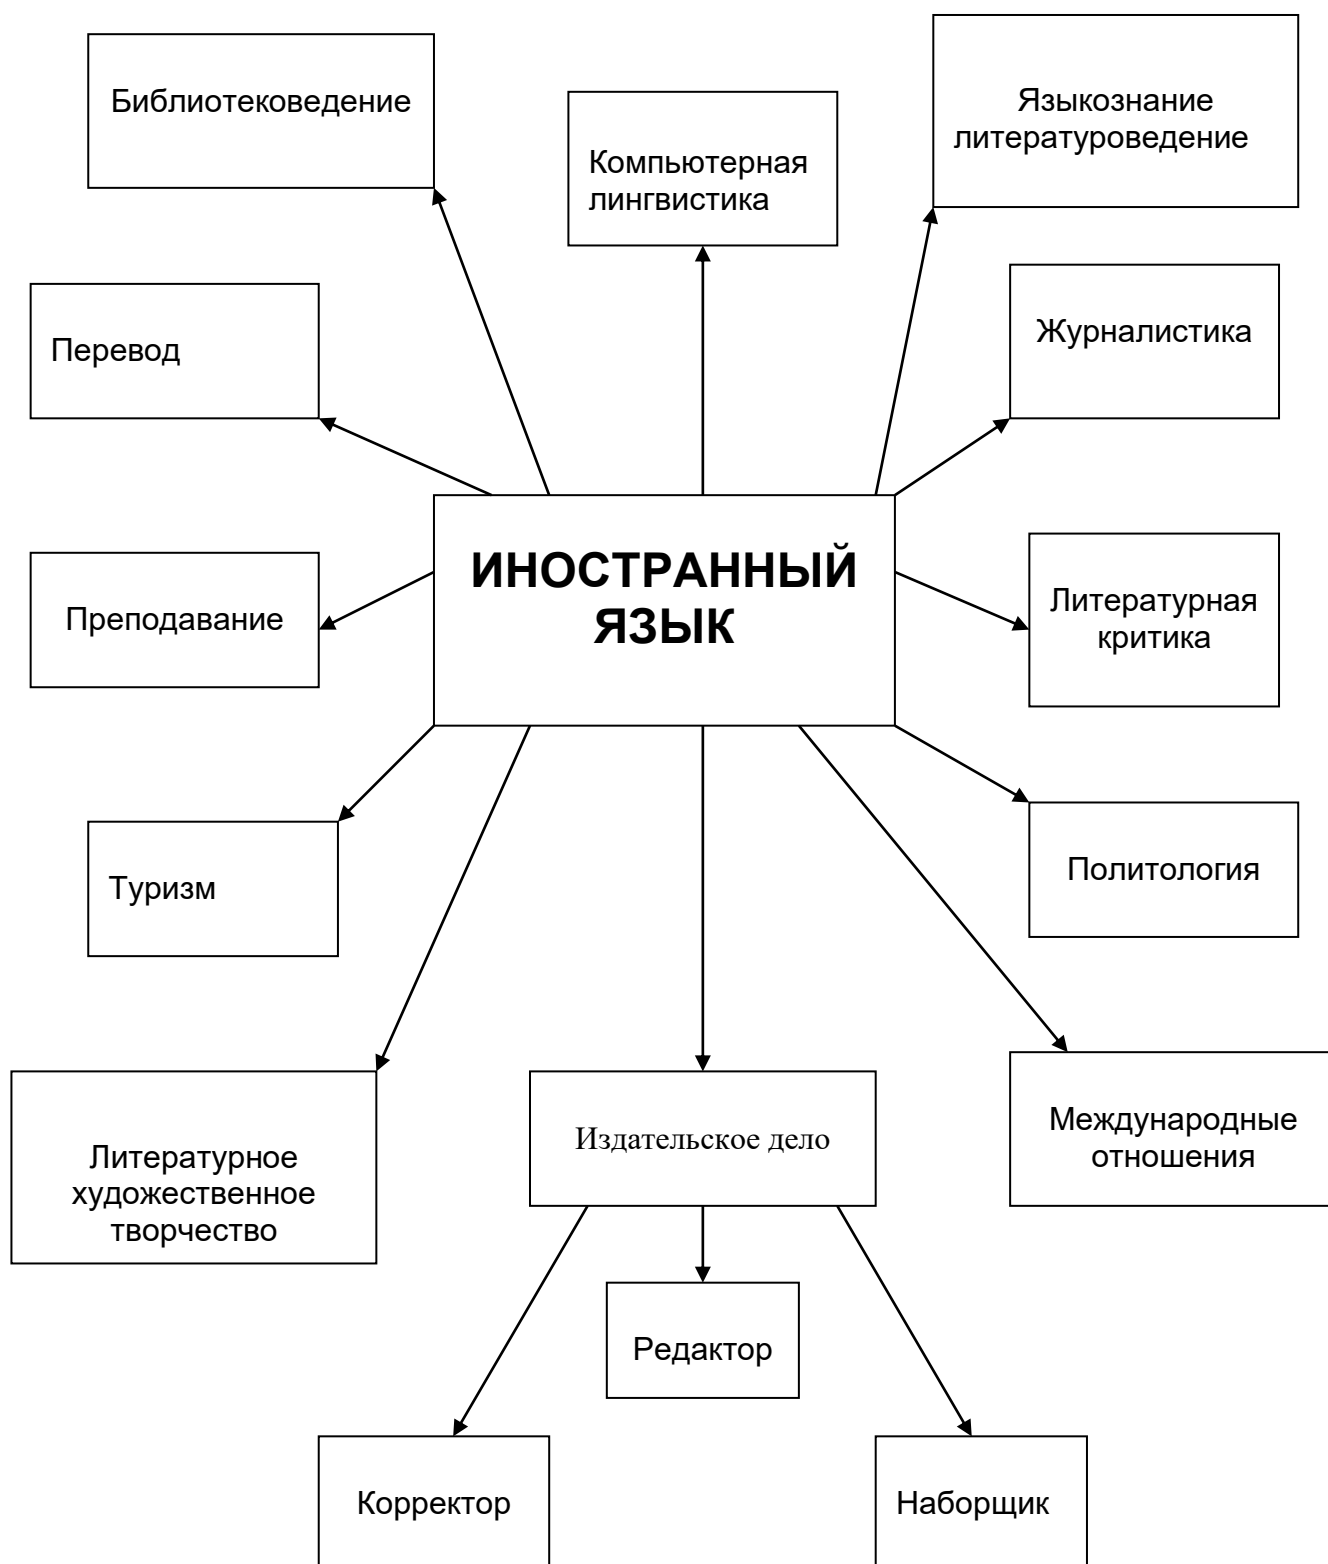 Библиотековедение
Компьютерная
лингвистика
Языкознание
литературоведение
Перевод
Журналистика
ИНОСТРАННЫЙ
ЯЗЫК
Преподавание
Литературная
критика
Туризм
Политология
Литературное
художественное
творчество
Издательское дело
Международные
отношения
Редактор
Корректор
Наборщик